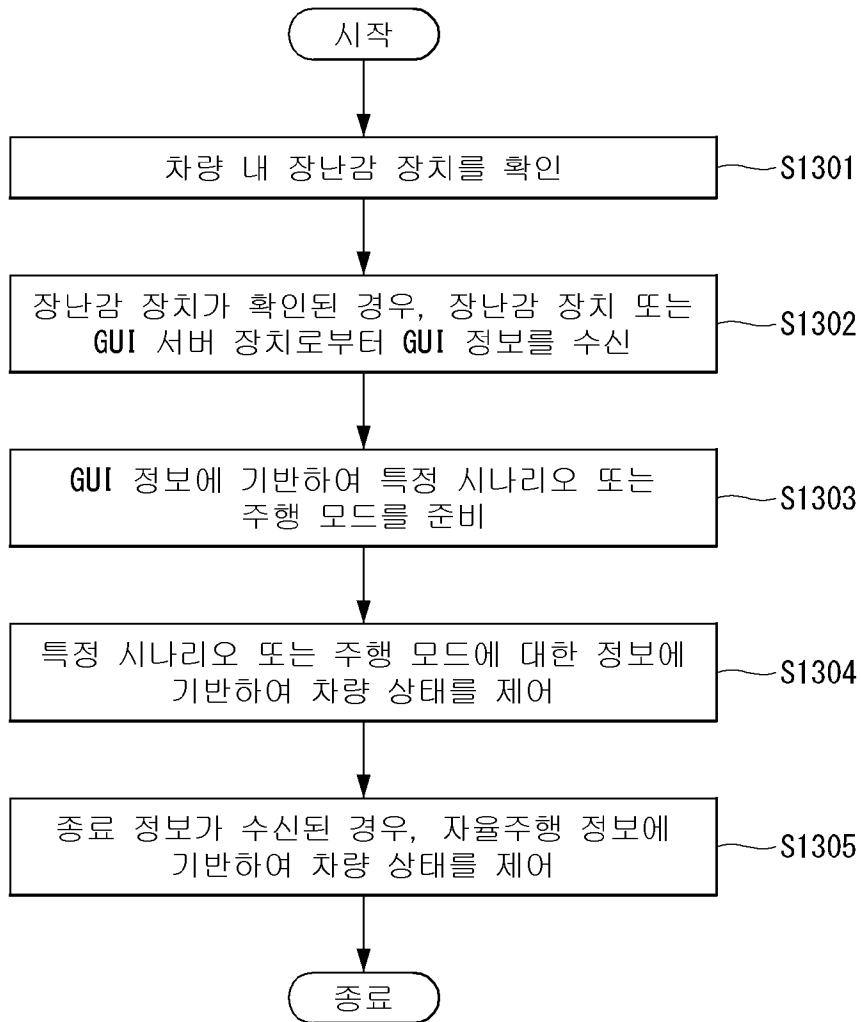 시작
차량 내 장난감 장치를 확인
S1301
장난감 장치가 확인된 경우, 장난감 장치 또는
GUI 서버 장치로부터 GUI 정보를 수신
S1302
GUI 정보에 기반하여 특정 시나리오 또는
주행 모드를 준비
S1303
특정 시나리오 또는 주행 모드에 대한 정보에
기반하여 차량 상태를 제어
S1304
종료 정보가 수신된 경우, 자율주행 정보에
기반하여 차량 상태를 제어
S1305
종료